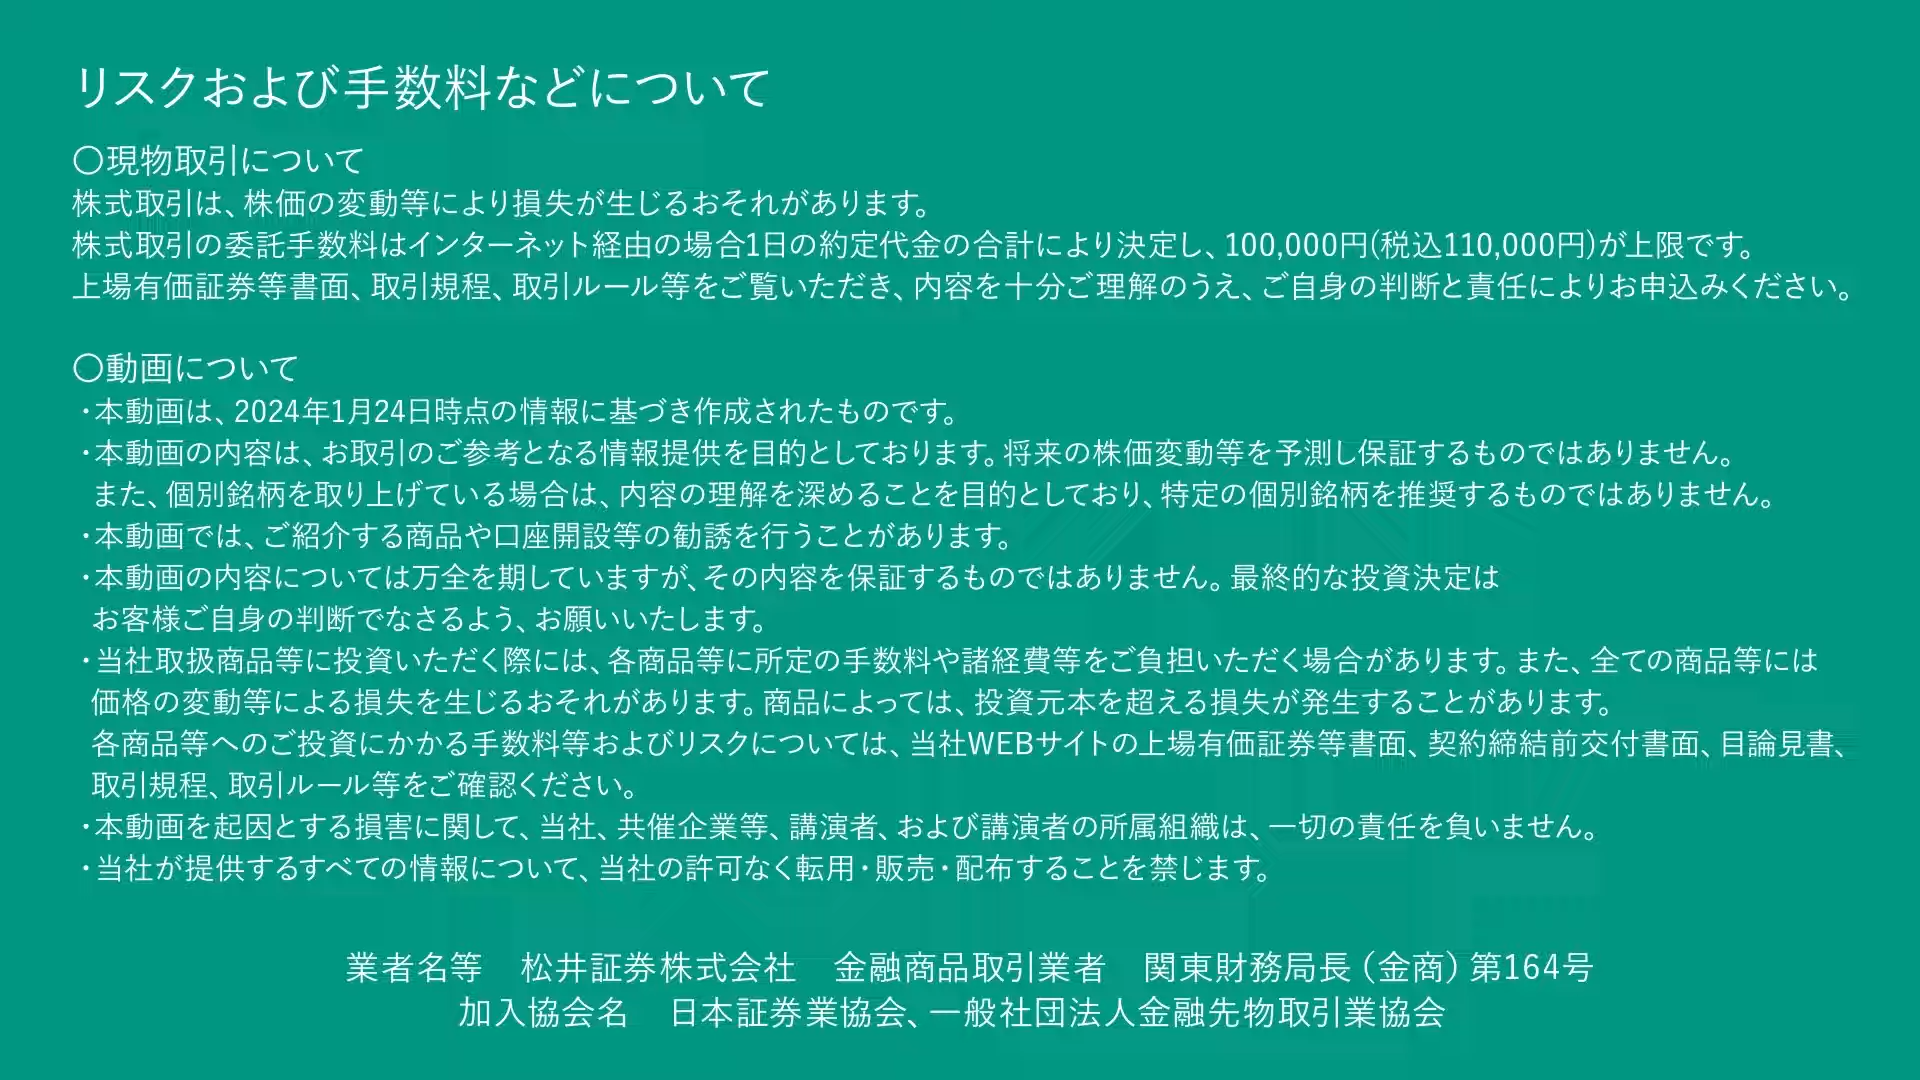 リスクおよび手数料などについて
〇現物取引について
株式取引は、株価の変動等により損失が生じるおそれがあります。
株式取引の委託手数料はインターネット経由の場合1日の約定代金の合計により決定し、100,000円(税込110,000円)が上限です。
上場有価証券等書面、取引規程、取引ルール等をご覧いただき、内容を十分ご理解のうえ、ご自身の判断と責任によりお申込みください。
〇動画について
・本動画は、2024年1月24日時点の情報に基づき作成されたものです。
・本動画の内容は、お取引のご参考となる情報提供を目的としております。将来の株価変動等を予測し保証するものではありません。
また、個別銘柄を取り上げている場合は、内容の理解を深めることを目的としており、特定の個別銘柄を推奨するものではありません。
・本動画では、ご紹介する商品や口座開設等の勧誘を行うことがあります。
・本動画の内容については万全を期していますが、その内容を保証するものではありません。最終的な投資決定は
お客様ご自身の判断でなさるよう、お願いいたします。
・当社取扱商品等に投資いただく際には、各商品等に所定の手数料や諸経費等をご負担いただく場合があります。また、全ての商品等には
価格の変動等による損失を生じるおそれがあります。商品によっては、投資元本を超える損失が発生することがあります。
各商品等へのご投資にかかる手数料等およびリスクについては、当社WEBサイトの上場有価証券等書面、契約締結前交付書面、目論見書、
取引規程、取引ルール等をご確認ください。
・本動画を起因とする損害に関して、当社、共催企業等、講演者、および講演者の所属組織は、一切の責任を負いません。
・当社が提供するすべての情報について、当社の許可なく転用・販売・配布することを禁じます。
業者名等　松井証券株式会社　金融商品取引業者　関東財務局長（金商）第164号
加入協会名　日本証券業協会、一般社団法人金融先物取引業協会